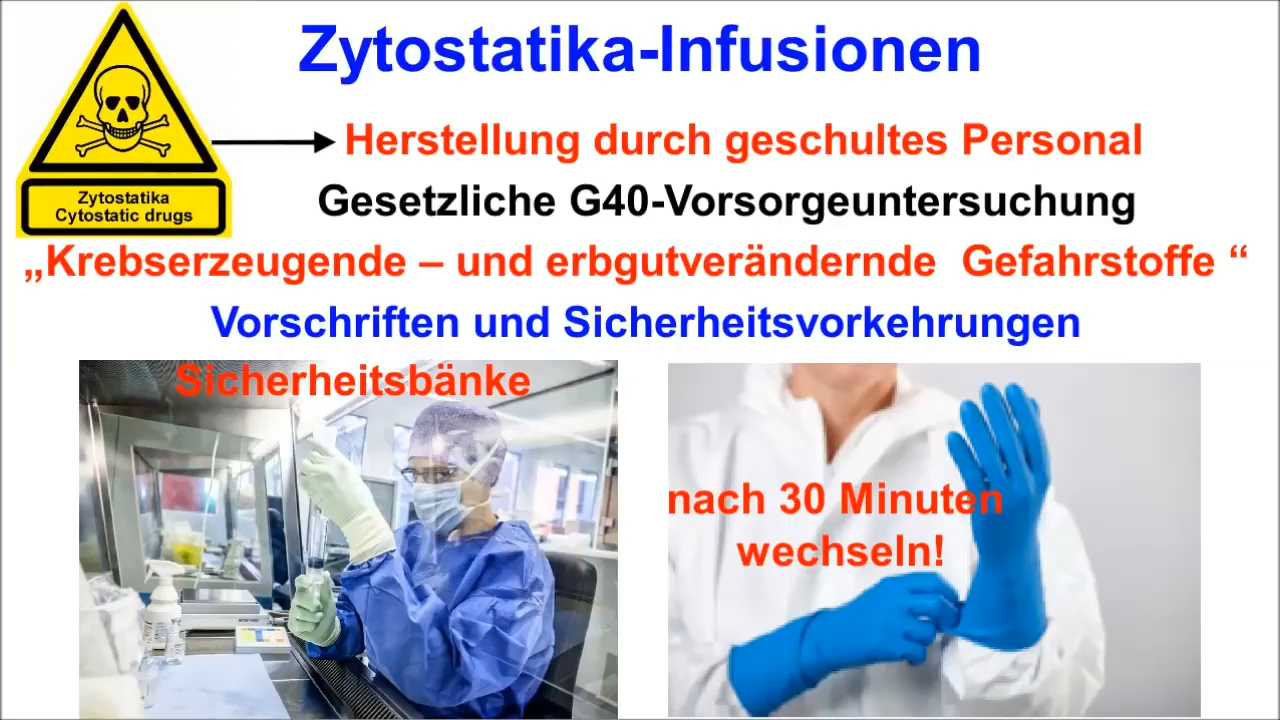 Zytostatika-Infusionen
Herstellung durch geschultes Personal
Gesetzliche G40-Vorsorgeuntersuchung
Zytostatika
Cytostatic drugs
„Krebserzeugende – und erbgutverändernde Gefahrstoffe “
Vorschriften und Sicherheitsvorkehrungen
Sicherheitsbänke
nach 30 Minuten
wechseln!